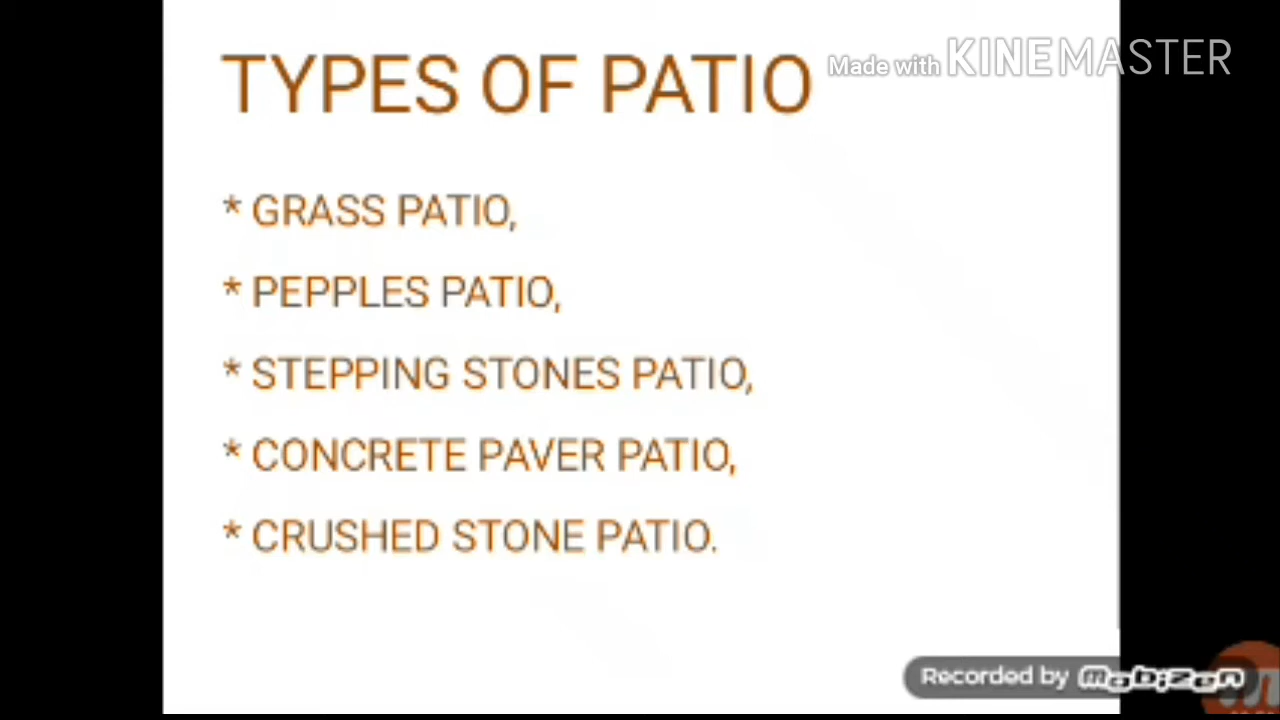 TYPES OF PATIO
Made with KINEMASTER
* GRASS PATIO,
* PEPPLES PATIO,
* STEPPING STONES PATIO,
* CONCRETE PAVER PATIO,
* CRUSHED STONE PATIO.
Recorded by Mobizen